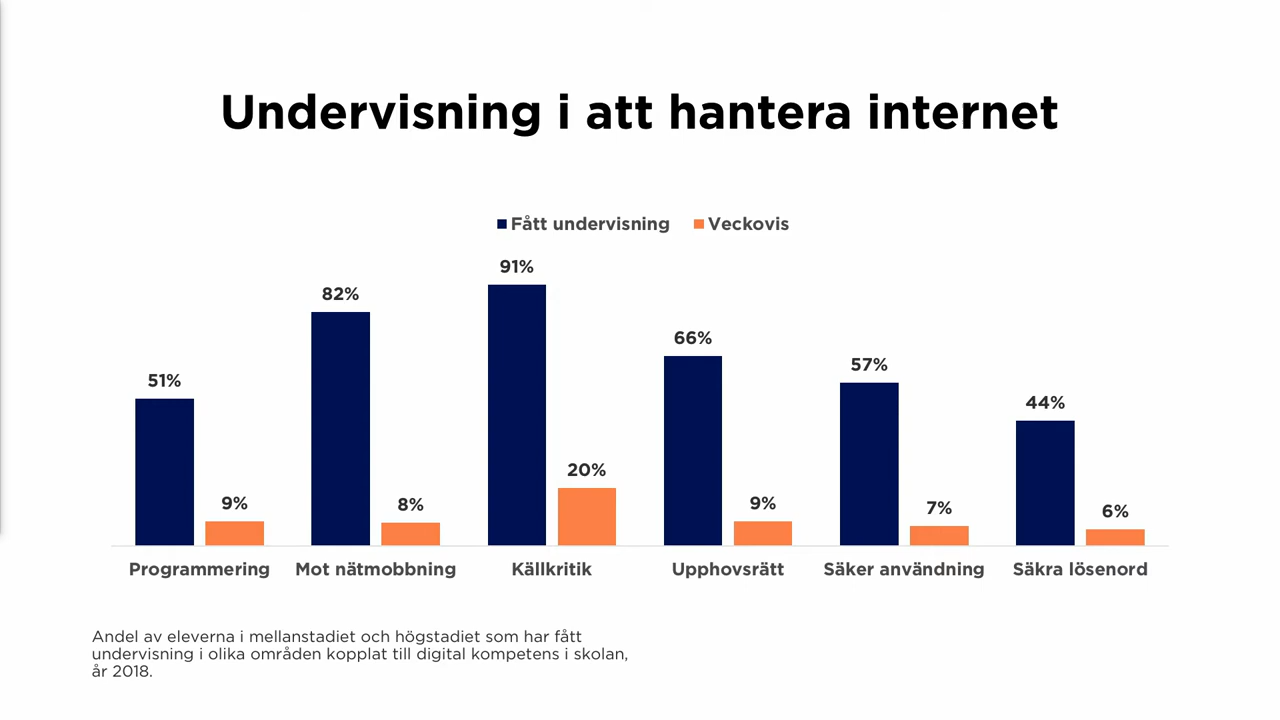 Undervisning i att hantera internet
Fått undervisning Veckovis
91%
82%
66%
57%
51%
44%
20%
9%
8%
9%
7%
6%
Programmering Mot nätmobbning Källkritik Upphovsrätt Säker användning Säkra lösenord
Andel av eleverna i mellanstadiet och högstadiet som har fått
undervisning i olika områden kopplat till digital kompetens i skolan,
år 2018.